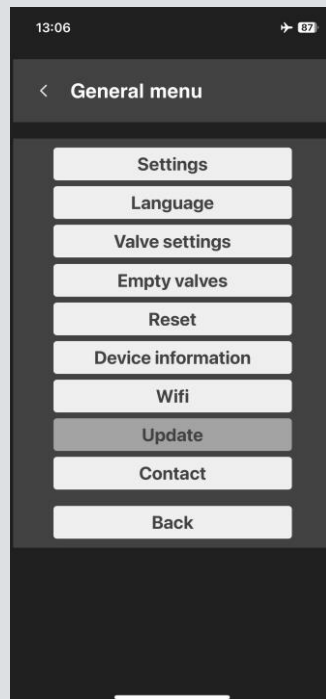 13:06
87
General menu
Settings
Language
Valve settings
Empty valves
Reset
Device information
Wifi
Update
Contact
Back